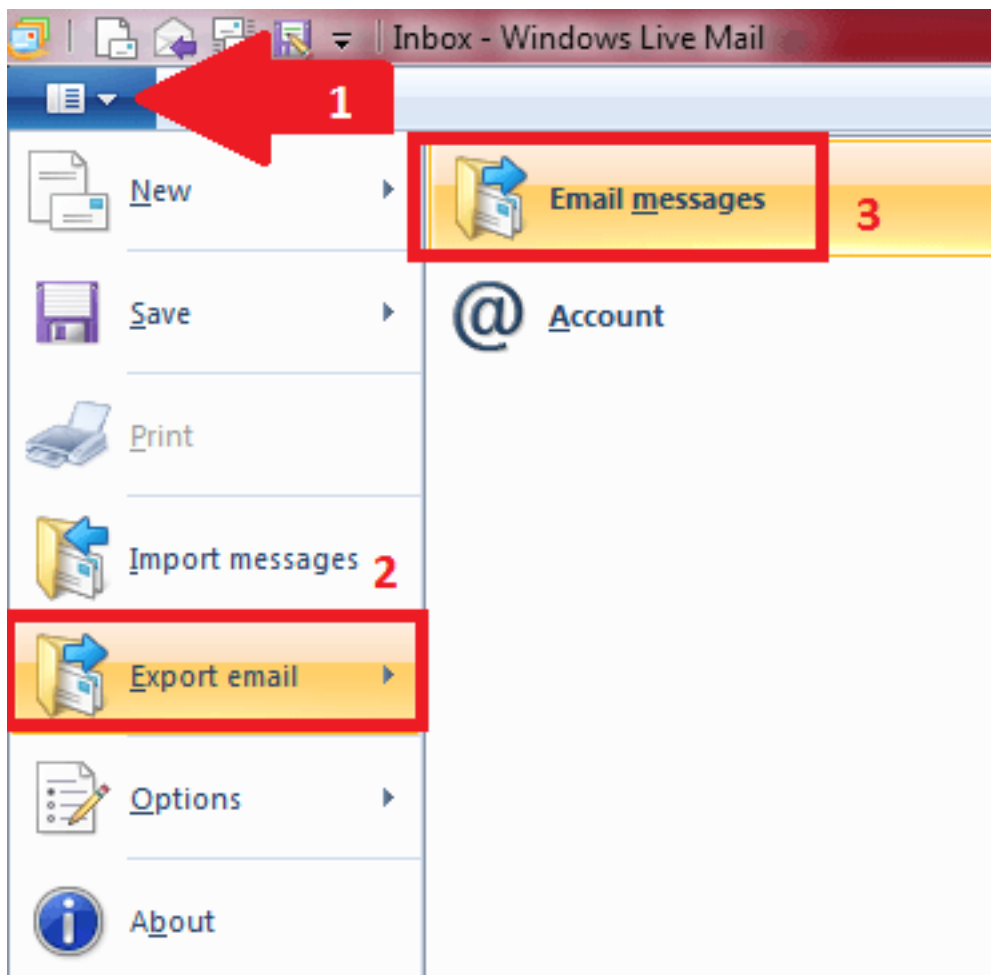 Inbox - Windows Live Mail
1
New
Email messages
3
Save
@ Account
Print
Import messages
2
Export email
Options
About